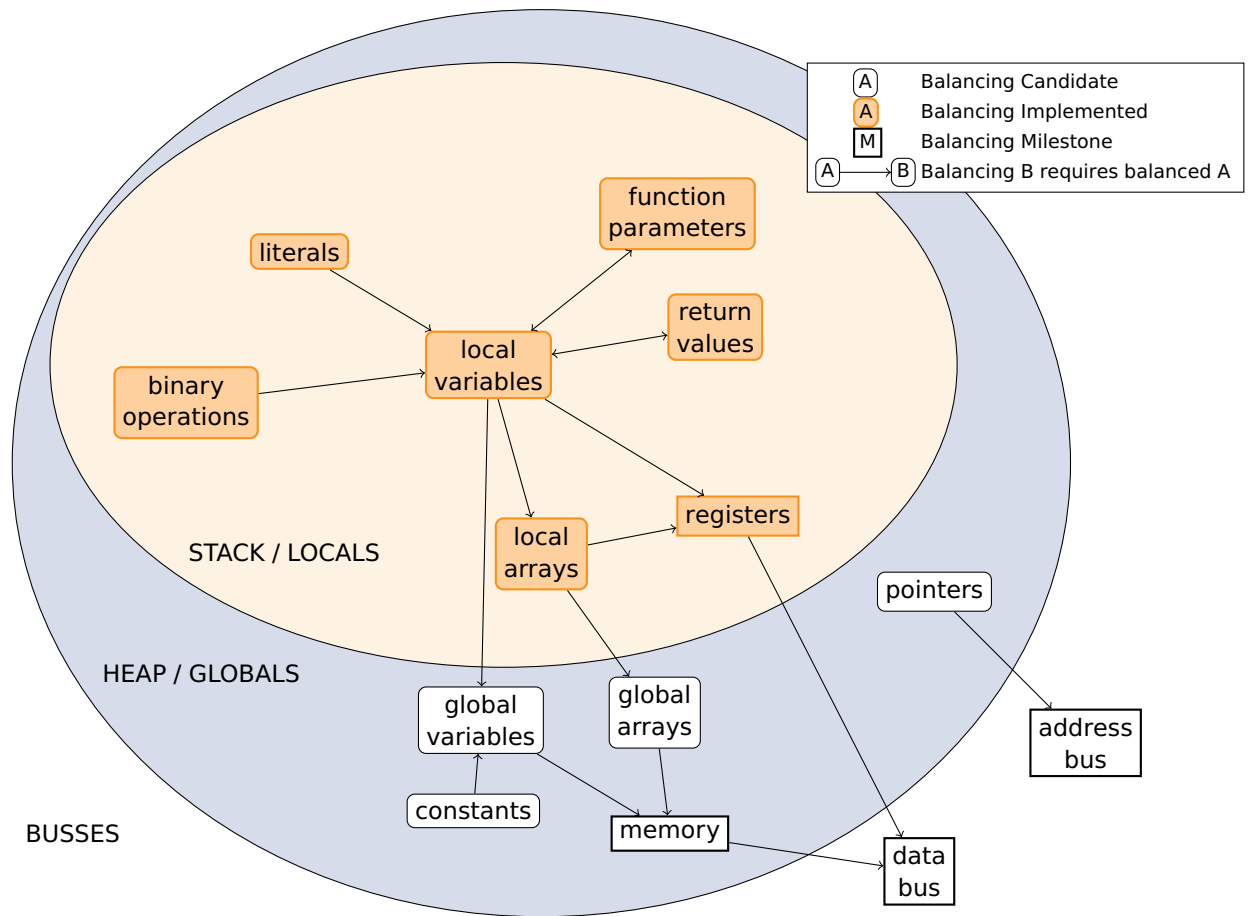 A Balancing Candidate
A Balancing Implemented
M Balancing Milestone
A B Balancing B requires balanced A
function
parameters
literals
return
values
local
variables
binary
operations
registers
local
arrays
STACK / LOCALS
pointers
HEAP / GLOBALS
global
variables
global
arrays
address
bus
constants
memory
BUSSES
data
bus